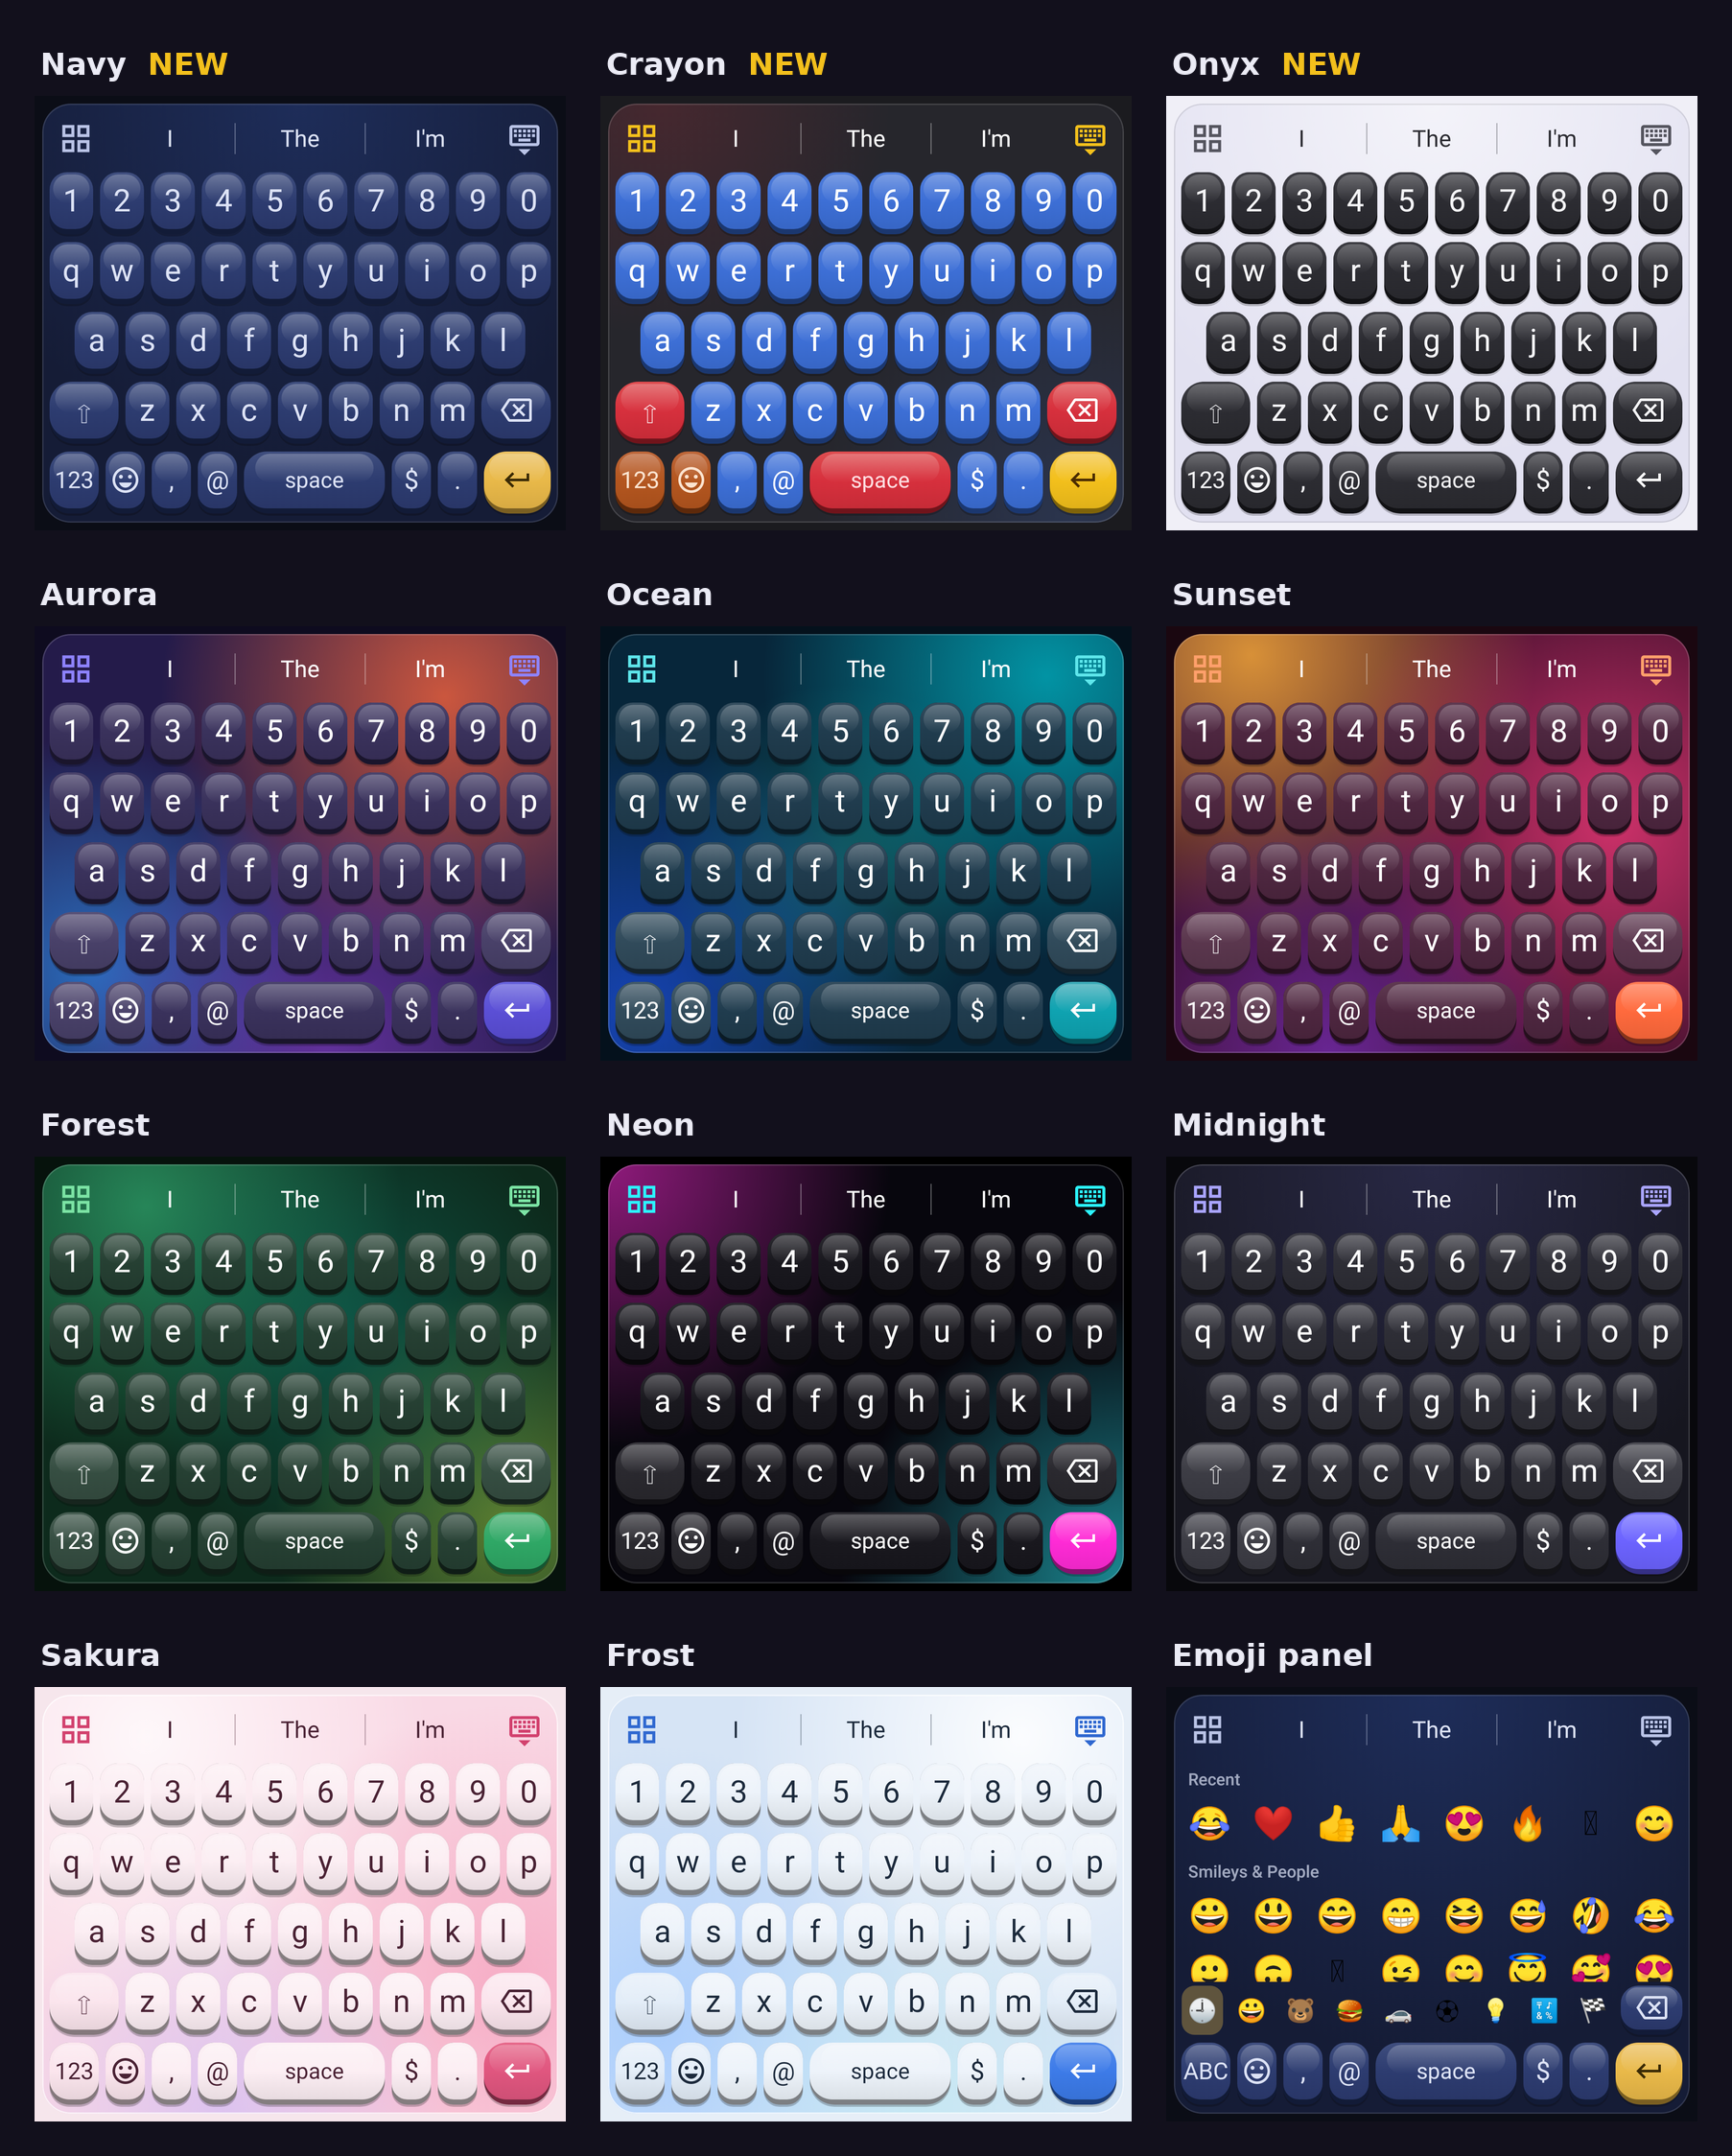 Navy NEW
Crayon NEW
Onyx NEW
I The I'm
1 2 3 4 5 6 7 8 9 0
q w e r t y u i o p
a s d f g h j k l
⇧ z x c v b n m
123 , @ space $ .
I The I'm
1 2 3 4 5 6 7 8 9 0
q w e r t y u i o p
a s d f g h j k l
⇧ z x c v b n m
123 , @ space $ .
I The I'm
1 2 3 4 5 6 7 8 9 0
q w e r t y u i o p
a s d f g h j k l
⇧ z x c v b n m
123 , @ space $ .
Aurora
Ocean
Sunset
I The I'm
1 2 3 4 5 6 7 8 9 0
q w e r t y u i o p
a s d f g h j k l
⇧ z x c v b n m
123 , @ space $ .
I The I'm
1 2 3 4 5 6 7 8 9 0
q w e r t y u i o p
a s d f g h j k l
⇧ z x c v b n m
123 , @ space $ .
I The I'm
1 2 3 4 5 6 7 8 9 0
q w e r t y u i o p
a s d f g h j k l
⇧ z x c v b n m
123 , @ space $ .
Forest
Neon
Midnight
I The I'm
1 2 3 4 5 6 7 8 9 0
q w e r t y u i o p
a s d f g h j k l
⇧ z x c v b n m
123 , @ space $ .
I The I'm
1 2 3 4 5 6 7 8 9 0
q w e r t y u i o p
a s d f g h j k l
⇧ z x c v b n m
123 , @ space $ .
I The I'm
1 2 3 4 5 6 7 8 9 0
q w e r t y u i o p
a s d f g h j k l
⇧ z x c v b n m
123 , @ space $ .
Sakura
Frost
Emoji panel
I The I'm
1 2 3 4 5 6 7 8 9 0
q w e r t y u i o p
a s d f g h j k l
⇧ z x c v b n m
123 , @ space $ .
I The I'm
1 2 3 4 5 6 7 8 9 0
q w e r t y u i o p
a s d f g h j k l
⇧ z x c v b n m
123 , @ space $ .
I The I'm
Recent
Smileys & People
ABC , @ space $ .